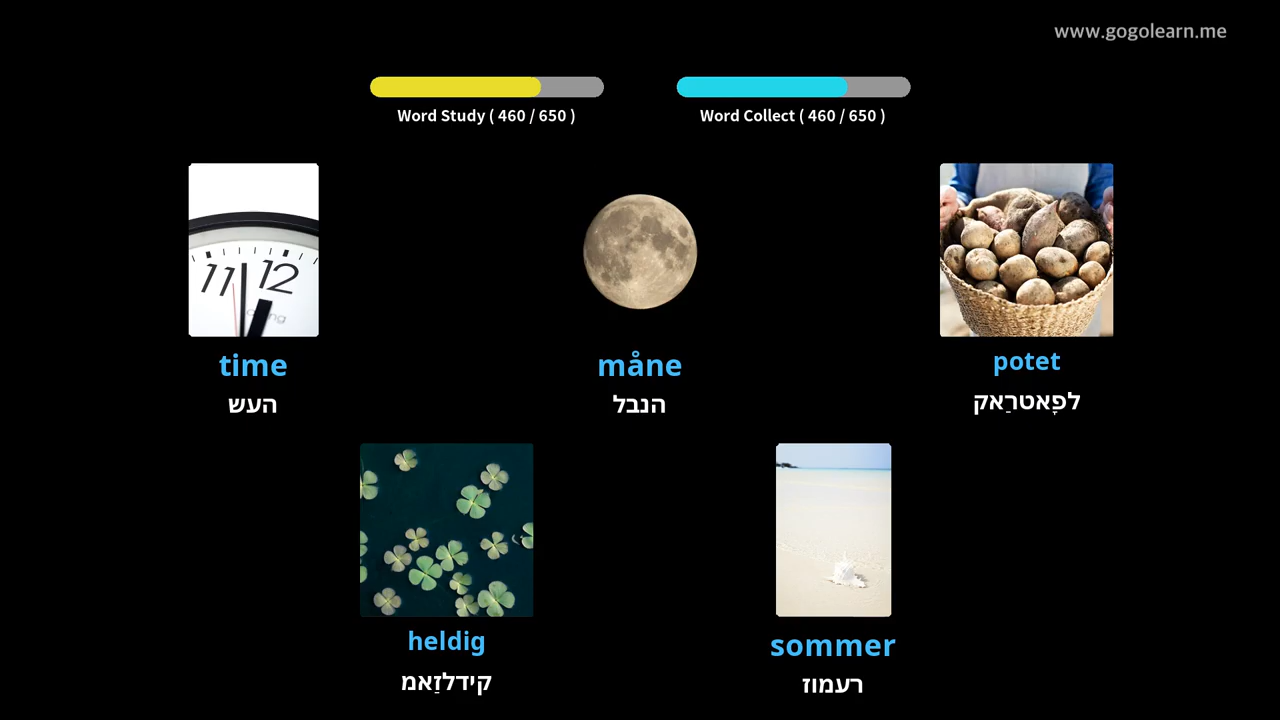 www.gogolearn.me
Word Study ( 460 / 650 )
Word Collect ( 460 / 650 )
time
העש
måne
הנבל
potet
לפָאטרַאק
heldig
קידלזַאמ
sommer
רעמוז